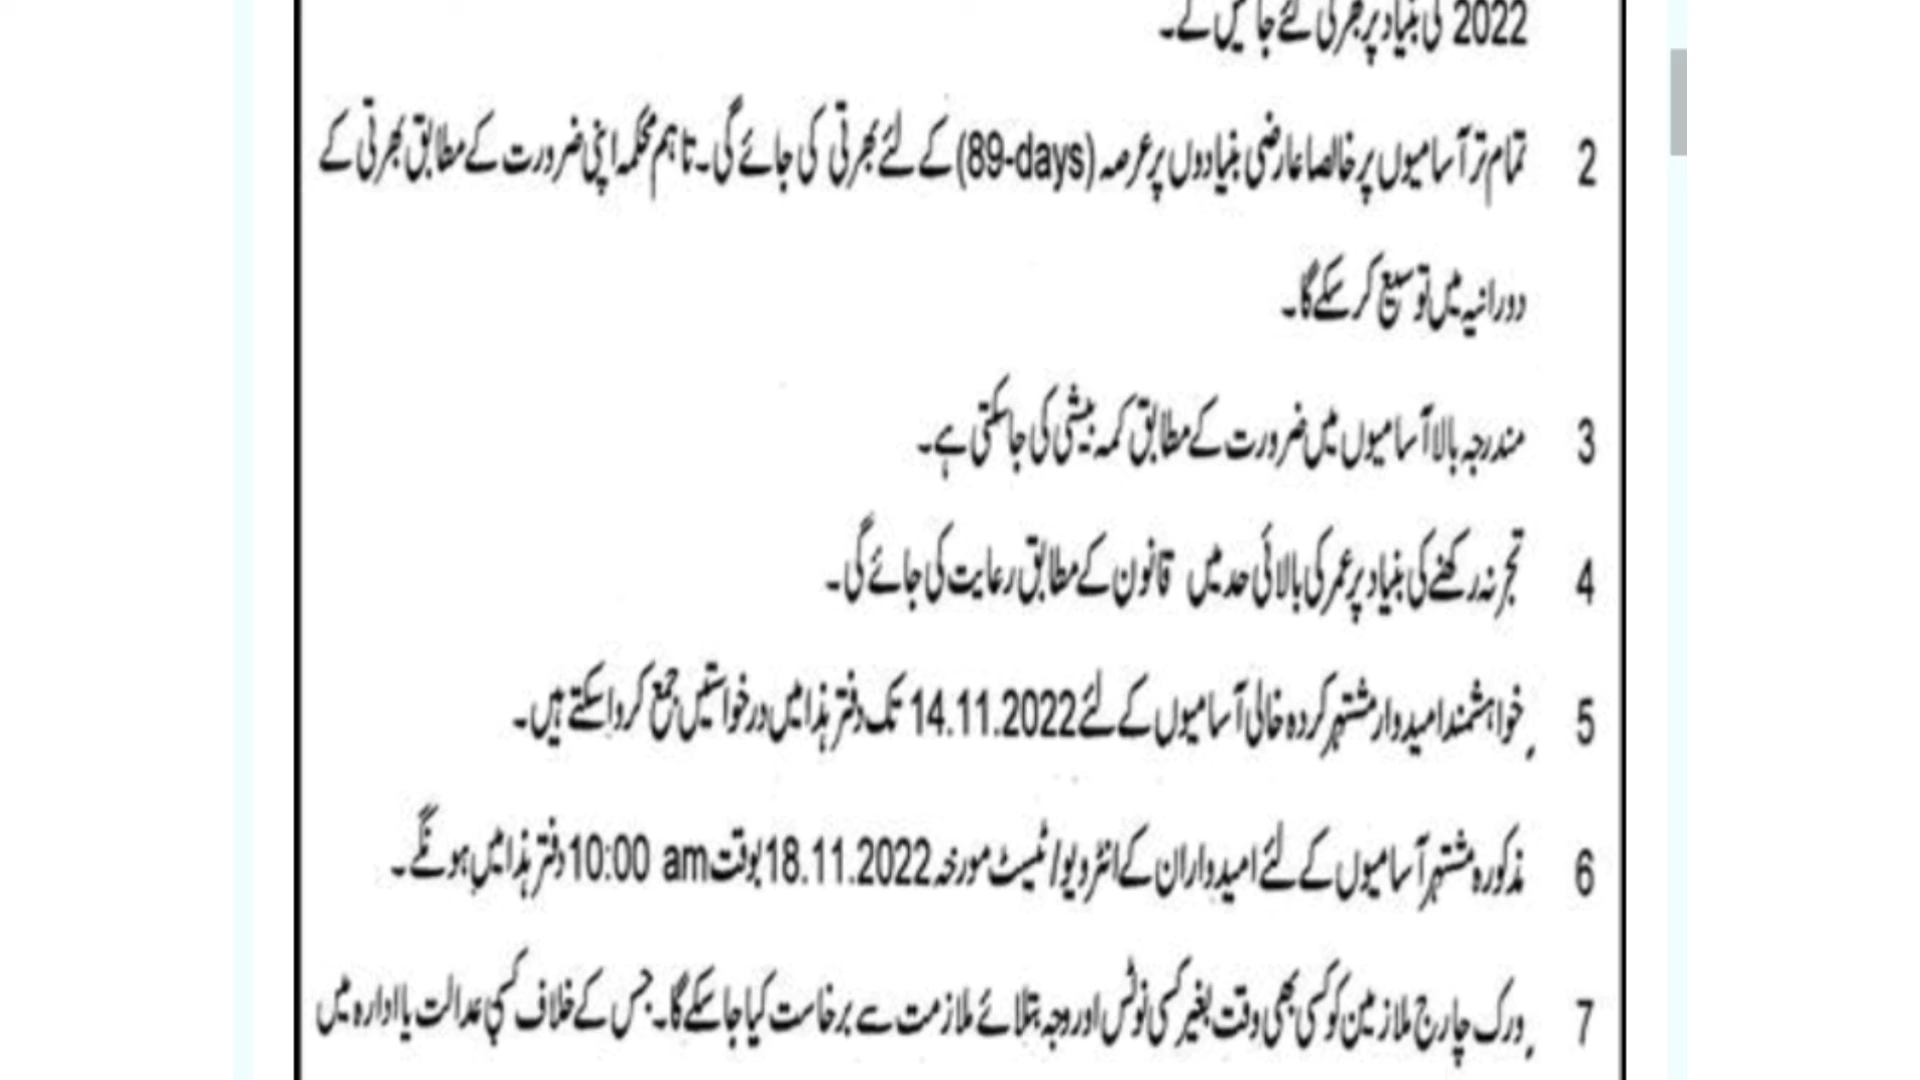 2022 کی بنیاد پر بھرتی کئے جائیں گے۔
2 تمام تر آسامیوں پر خالصا عارضی بنیادوں پر عرصہ (89-days) کے لئے بھرتی کی جائے گی۔ تاہم محکمہ اپنی ضرورت کے مطابق بھرتی کے
دورانیہ میں توسیع کر سکے گا۔
3 مندرجہ بالا آسامیوں میں ضرورت کے مطابق کمہ بیشی کی جاسکتی ہے۔
4 تجربہ رکھنے کی بنیاد پر عمر کی بالائی حد میں قانون کے مطابق رعایت کی جائے گی۔
5 خواہشمند امیدوار مشتہر کردہ خالی آسامیوں کے لئے 14.11.2022 تک دفتر ہذا میں درخواستیں جمع کروا سکتے ہیں۔
6 مذکورہ مشتہر آسامیوں کے لئے امیدواران کے انٹرویو/ٹیسٹ مورخہ 18.11.2022 بوقت 10:00 am دفتر ہذا میں ہونگے۔
7 ورک چارج ملازمین کو کسی بھی وقت بغیر کسی نوٹس اور وجہ بتلائے ملازمت سے برخاست کیا جا سکے گا۔ جس کے خلاف کسی عدالت یا ادارہ میں